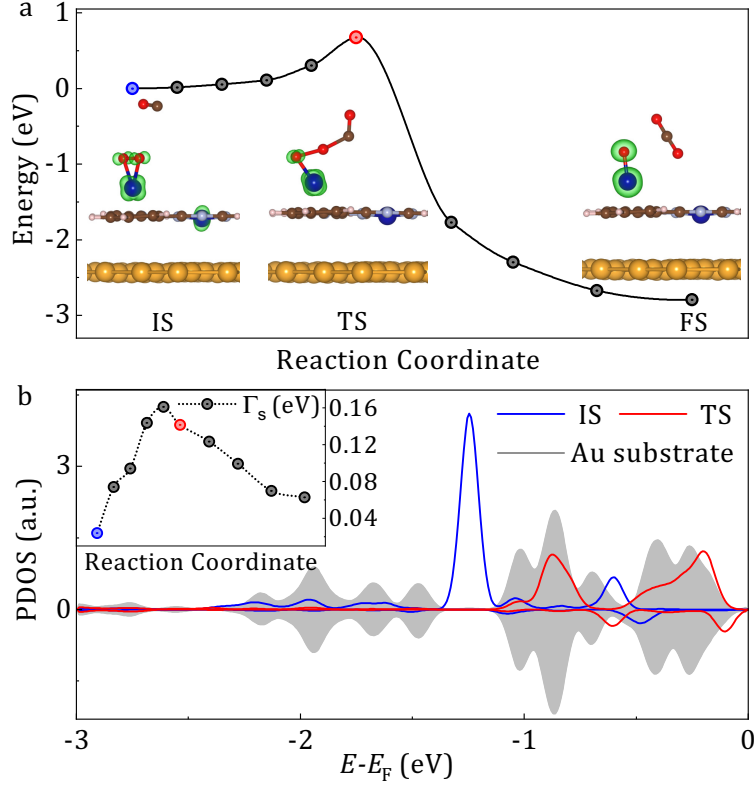 a
1
0
-1
-2
-3
Energy (eV)
IS
TS
FS
Reaction Coordinate
b
Γs (eV)
0.16
0.12
0.08
0.04
Reaction Coordinate
IS
TS
Au substrate
3
0
PDOS (a.u.)
-3
-2
-1
0
E-EF (eV)